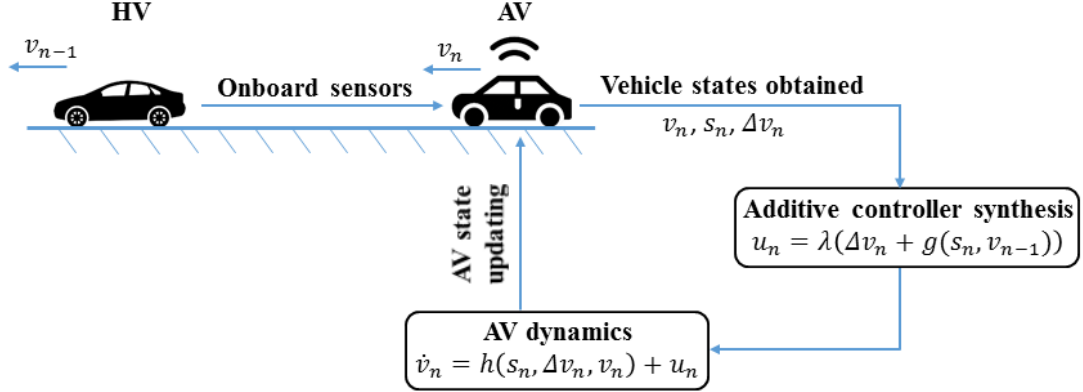 HV
AV
v_{n-1}
v_n
Onboard sensors
Vehicle states obtained
v_n, s_n, Δv_n
AV state
updating
Additive controller synthesis
u_n = λ(Δv_n + g(s_n, v_{n-1}))
AV dynamics
v̇_n = h(s_n, Δv_n, v_n) + u_n